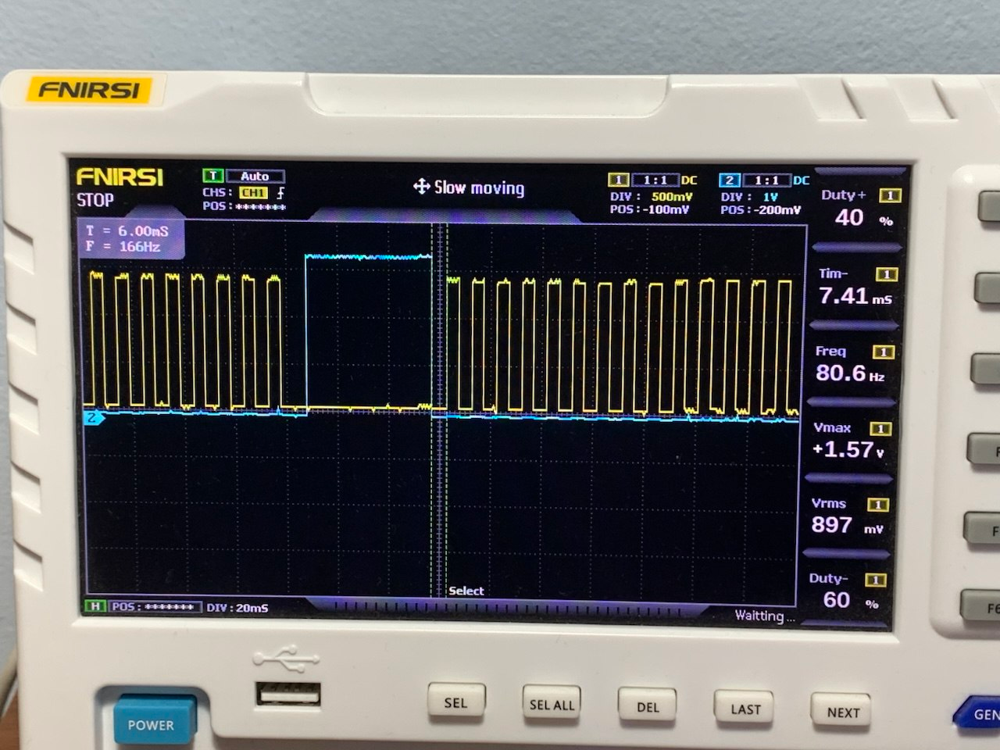 FNIRSI
FNIRSI
STOP
T Auto
CHS: CH1
POS:*******
Slow moving
1 1:1 DC
DIV: 500mV
POS:-100mV
2 1:1 DC
DIV: 1V
POS:-200mV
T = 6.00mS
F = 166Hz
Duty+ 1
40 %
Tim- 1
7.41 mS
Freq 1
80.6 Hz
Vmax 1
+1.57 v
Vrms 1
897 mV
Duty- 1
60 %
2
Select
H POS:******* DIV:20mS
Waitting...
F6
POWER
SEL
SEL ALL
DEL
LAST
NEXT
GEN